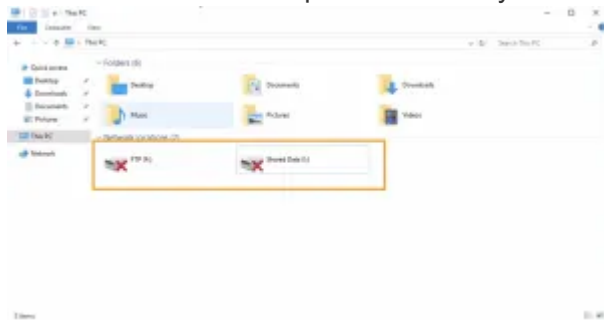 This PC
File Computer View
This PC
Search This PC
Quick access
Desktop
Downloads
Documents
Pictures
This PC
Network
Folders (6)
Desktop
Documents
Downloads
Music
Pictures
Videos
Network locations (2)
Shared Data